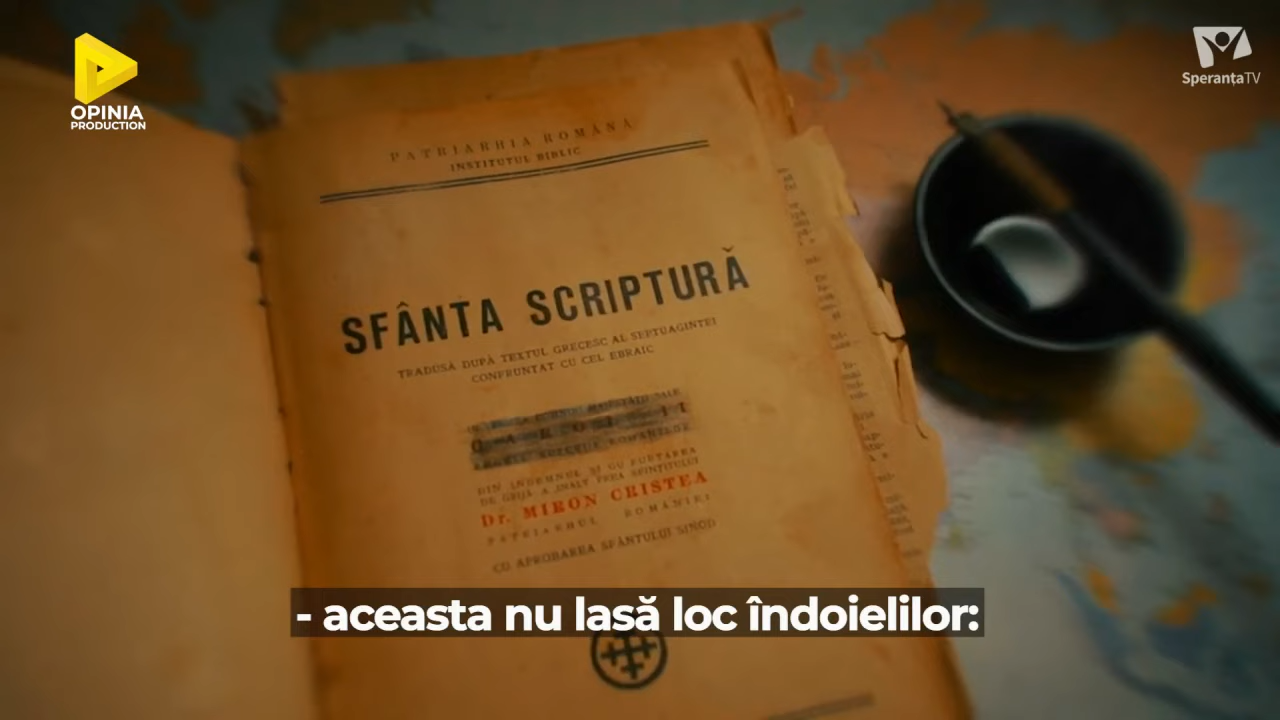 OPINIA
PRODUCTION
SperanțaTV
PATRIARHIA ROMÂNĂ
INSTITUTUL BIBLIC
SFÂNTA SCRIPTURĂ
TRADUSĂ DUPĂ TEXTUL GRECESC AL SEPTUAGINTEI
CONFRUNTAT CU CEL EBRAIC
DIN ÎNDEMNUL ȘI CU PURTAREA
DE GRIJĂ A ÎNALT PREA SFINȚITULUI
Dr. MIRON CRISTEA
PATRIARHUL ROMÂNIEI
CU APROBAREA SFÂNTULUI SINOD
- aceasta nu lasă loc îndoielilor: